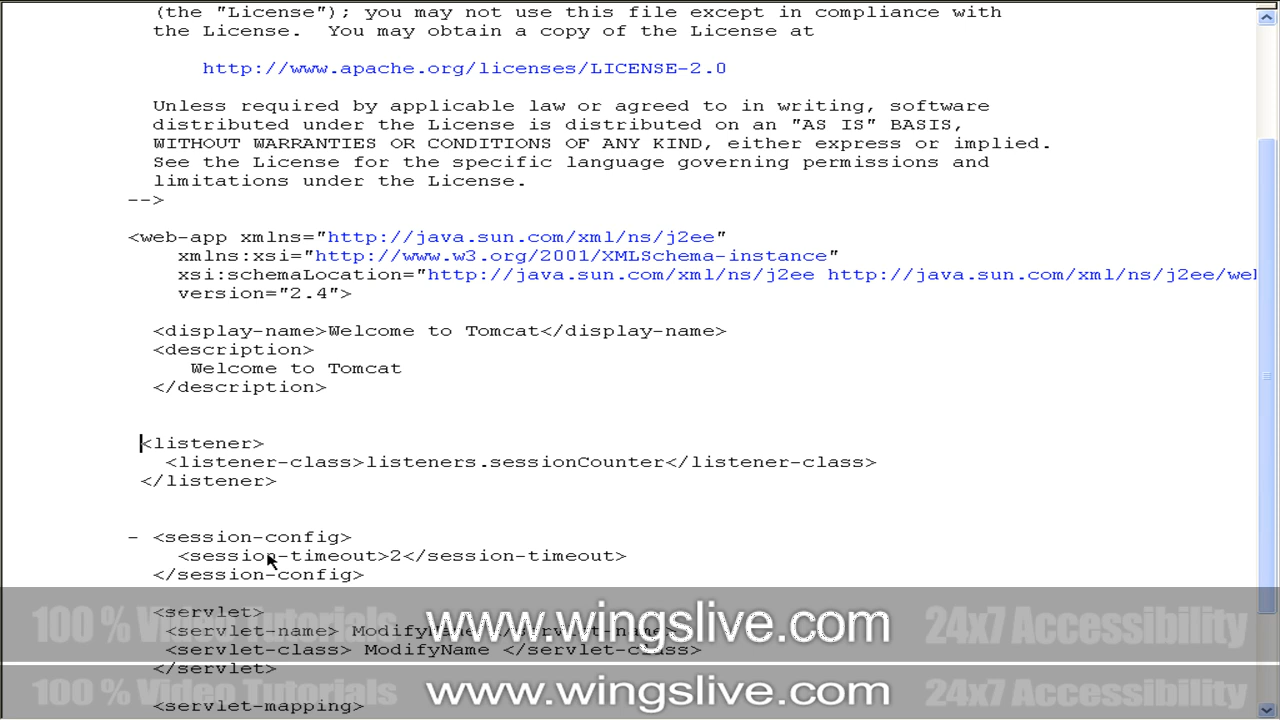 (the "License"); you may not use this file except in compliance with
the License.  You may obtain a copy of the License at
http://www.apache.org/licenses/LICENSE-2.0
Unless required by applicable law or agreed to in writing, software
distributed under the License is distributed on an "AS IS" BASIS,
WITHOUT WARRANTIES OR CONDITIONS OF ANY KIND, either express or implied.
See the License for the specific language governing permissions and
limitations under the License.
-->
<web-app xmlns="http://java.sun.com/xml/ns/j2ee"
xmlns:xsi="http://www.w3.org/2001/XMLSchema-instance"
xsi:schemaLocation="http://java.sun.com/xml/ns/j2ee http://java.sun.com/xml/ns/j2ee/web
version="2.4">
<display-name>Welcome to Tomcat</display-name>
<description>
Welcome to Tomcat
</description>
<listener>
<listener-class>listeners.sessionCounter</listener-class>
</listener>
- <session-config>
<session-timeout>2</session-timeout>
</session-config>
<servlet>
100 % Video Tutorials www.wingslive.com 24x7 Accessibility
<servlet-name> ModifyName </servlet-name>
<servlet-class> ModifyName </servlet-class>
</servlet>
100 % Video Tutorials www.wingslive.com 24x7 Accessibility
<servlet-mapping>